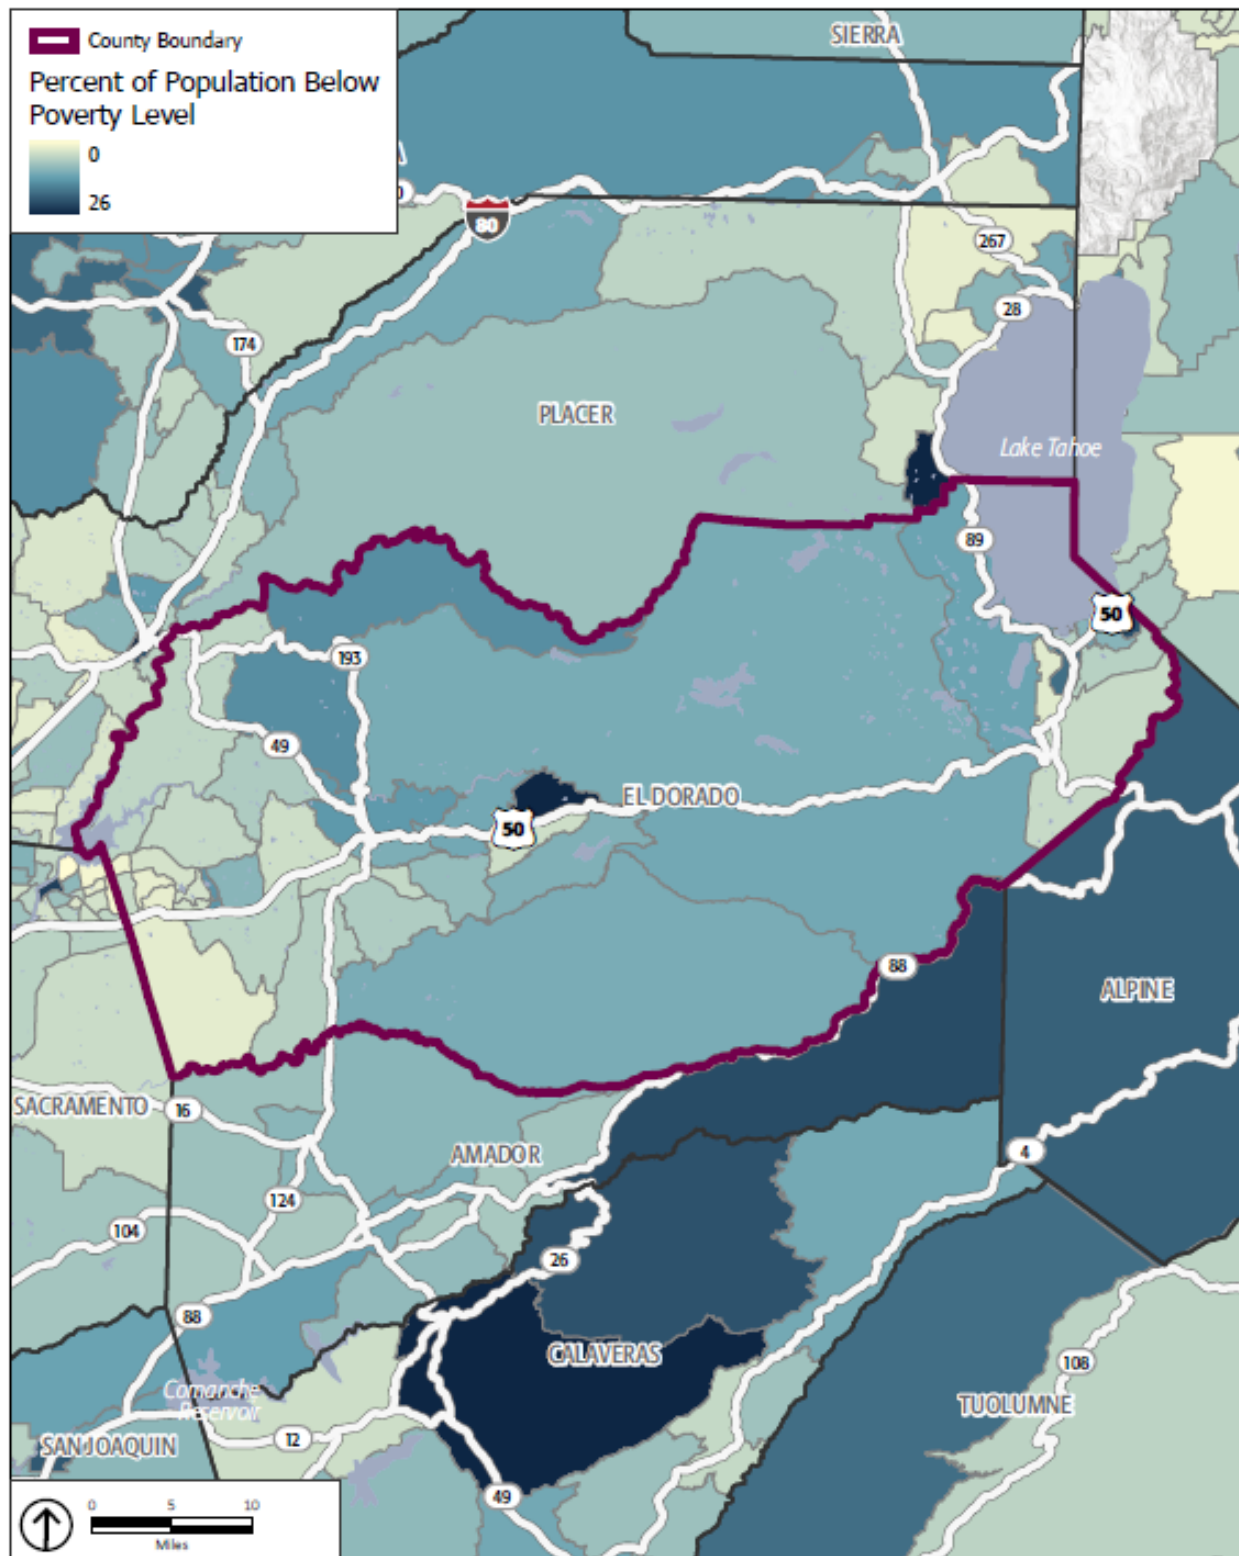 County Boundary
Percent of Population Below
Poverty Level
0
26
SIERRA
A
0
80
267
28
174
PLACER
Lake Tahoe
89
50
193
49
EL DORADO
50
88
ALPINE
SACRAMENTO
16
AMADOR
4
124
104
26
88
CALAVERAS
108
Comanche
Reservoir
TUOLUMNE
12
SAN JOAQUIN
49
0 5 10
Miles